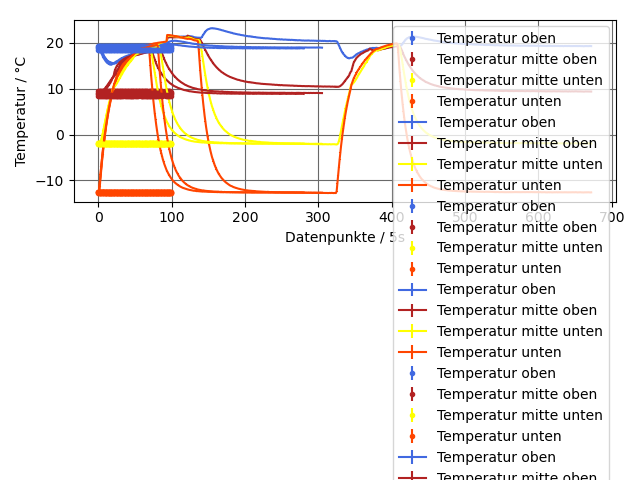 Temperatur / °C
20
10
0
−10
0
100
200
300
400
500
600
700
Datenpunkte / 5s
Temperatur oben
Temperatur mitte oben
Temperatur mitte unten
Temperatur unten
Temperatur oben
Temperatur mitte oben
Temperatur mitte unten
Temperatur unten
Temperatur oben
Temperatur mitte oben
Temperatur mitte unten
Temperatur unten
Temperatur oben
Temperatur mitte oben
Temperatur mitte unten
Temperatur unten
Temperatur oben
Temperatur mitte oben
Temperatur mitte unten
Temperatur unten
Temperatur oben
Temperatur mitte oben